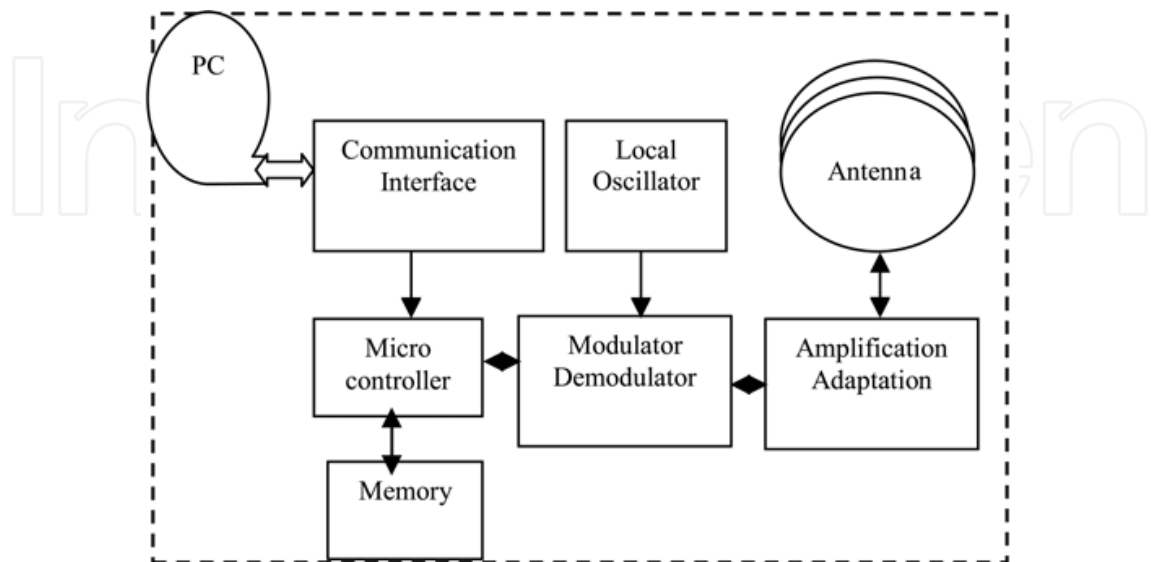 PC
Communication
Interface
Local
Oscillator
Antenna
Micro
controller
Modulator
Demodulator
Amplification
Adaptation
Memory